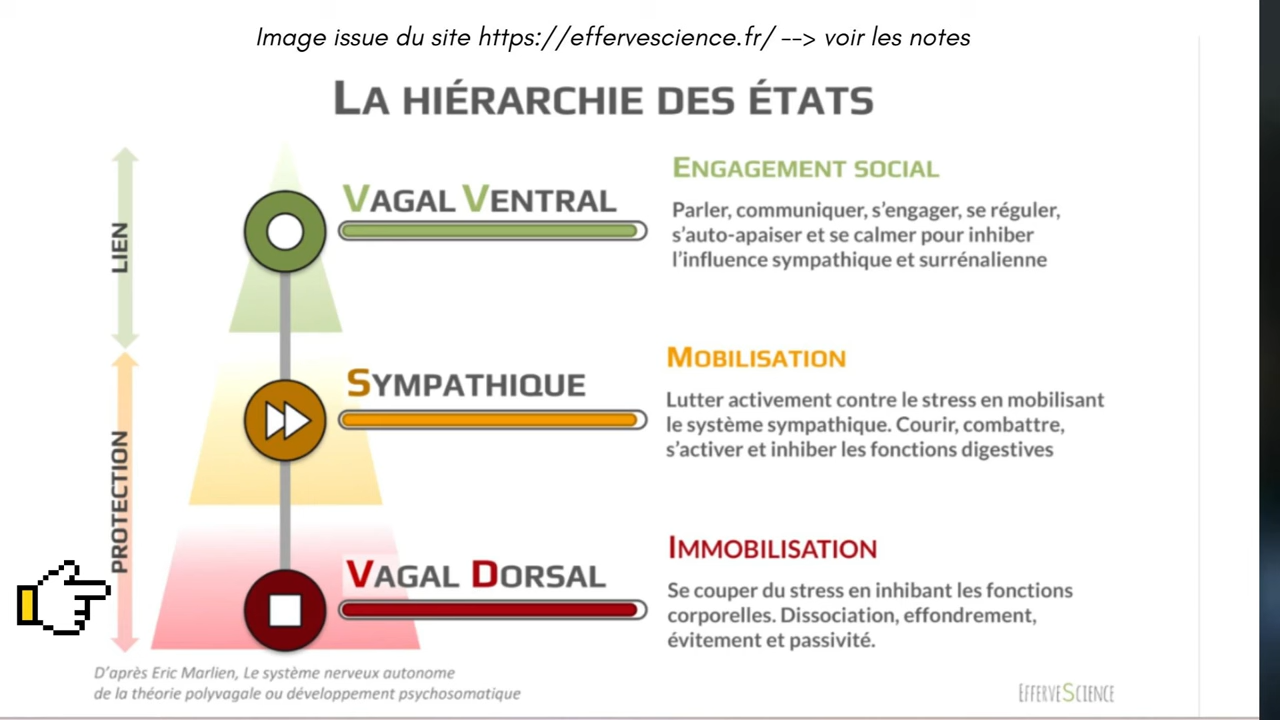 Image issue du site https://effervescience.fr/ --> voir les notes
LA HIÉRARCHIE DES ÉTATS
LIEN
VAGAL VENTRAL
ENGAGEMENT SOCIAL
Parler, communiquer, s'engager, se réguler,
s'auto-apaiser et se calmer pour inhiber
l'influence sympathique et surrénalienne
PROTECTION
SYMPATHIQUE
MOBILISATION
Lutter activement contre le stress en mobilisant
le système sympathique. Courir, combattre,
s'activer et inhiber les fonctions digestives
VAGAL DORSAL
IMMOBILISATION
Se couper du stress en inhibant les fonctions
corporelles. Dissociation, effondrement,
évitement et passivité.
D'après Eric Marlien, Le système nerveux autonome
de la théorie polyvagale ou développement psychosomatique
EFFERVESCIENCE